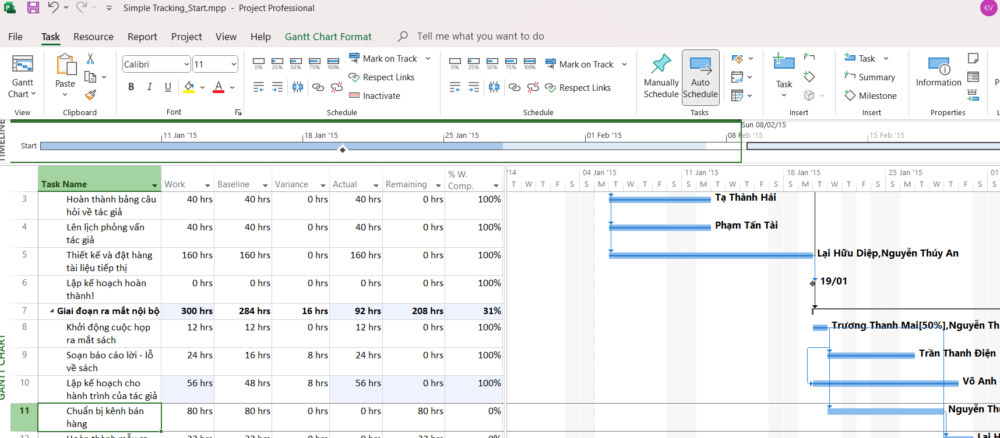 Simple Tracking_Start.mpp - Project Professional
KV
File Task Resource Report Project View Help Gantt Chart Format Tell me what you want to do
Gantt Chart
View
Paste
Clipboard
Calibri 11
B I U A
Font
0% 25% 50% 75% 100%
Mark on Track
Respect Links
Inactivate
Schedule
0% 25% 50% 75% 100%
Mark on Track
Respect Links
Schedule
Manually Schedule
Auto Schedule
Tasks
Task
Insert
Task
Summary
Milestone
Insert
Information
Properties
TIMELINE
Sun 08/02/15
11 Jan '15 18 Jan '15 25 Jan '15 01 Feb '15 08 Feb '15 15 Feb '15
Start
Task Name Work Baseline Variance Actual Remaining % W. Comp.
'14 04 Jan '15 11 Jan '15 18 Jan '15 25 Jan '15 01
T W T F S S M T W T F S S M T W T F S S M T W T F S S M T W T F S S
3 Hoàn thành bảng câu hỏi về tác giả 40 hrs 40 hrs 0 hrs 40 hrs 0 hrs 100% Tạ Thành Hải
4 Lên lịch phỏng vấn tác giả 40 hrs 40 hrs 0 hrs 40 hrs 0 hrs 100% Phạm Tấn Tài
5 Thiết kế và đặt hàng tài liệu tiếp thị 160 hrs 160 hrs 0 hrs 160 hrs 0 hrs 100% Lại Hữu Diệp,Nguyễn Thúy An
6 Lập kế hoạch hoàn thành! 0 hrs 0 hrs 0 hrs 0 hrs 0 hrs 100% 19/01
7 Giai đoạn ra mắt nội bộ 300 hrs 284 hrs 16 hrs 92 hrs 208 hrs 31%
8 Khởi động cuộc họp ra mắt sách 12 hrs 12 hrs 0 hrs 12 hrs 0 hrs 100% Trương Thanh Mai[50%],Nguyễn Th
9 Soạn báo cáo lời - lỗ về sách 24 hrs 16 hrs 8 hrs 24 hrs 0 hrs 100% Trần Thanh Điện
10 Lập kế hoạch cho hành trình của tác giả 56 hrs 48 hrs 8 hrs 56 hrs 0 hrs 100% Võ Anh
11 Chuẩn bị kênh bán hàng 80 hrs 80 hrs 0 hrs 0 hrs 80 hrs 0% Nguyễn Thú
GANTT CHART